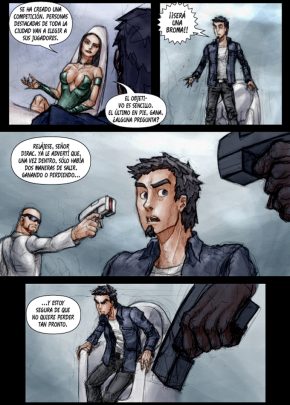 SE HA CREADO UNA
COMPETICIÓN. PERSONAS
DESTACADAS DE TODA LA
CIUDAD VAN A ELEGIR A
SUS JUGADORES.
EL OBJETI-
VO ES SENCILLO.
EL ÚLTIMO EN PIE, GANA.
¿ALGUNA PREGUNTA?
¡¡SERÁ
UNA
BROMA!!
RELÁJESE, SEÑOR
DIRAC. YA LE ADVERTÍ QUE,
UNA VEZ DENTRO, SÓLO HABÍA
DOS MANERAS DE SALIR.
GANANDO O PERDIENDO...
...Y ESTOY
SEGURA DE QUE
NO QUIERE PERDER
TAN PRONTO.